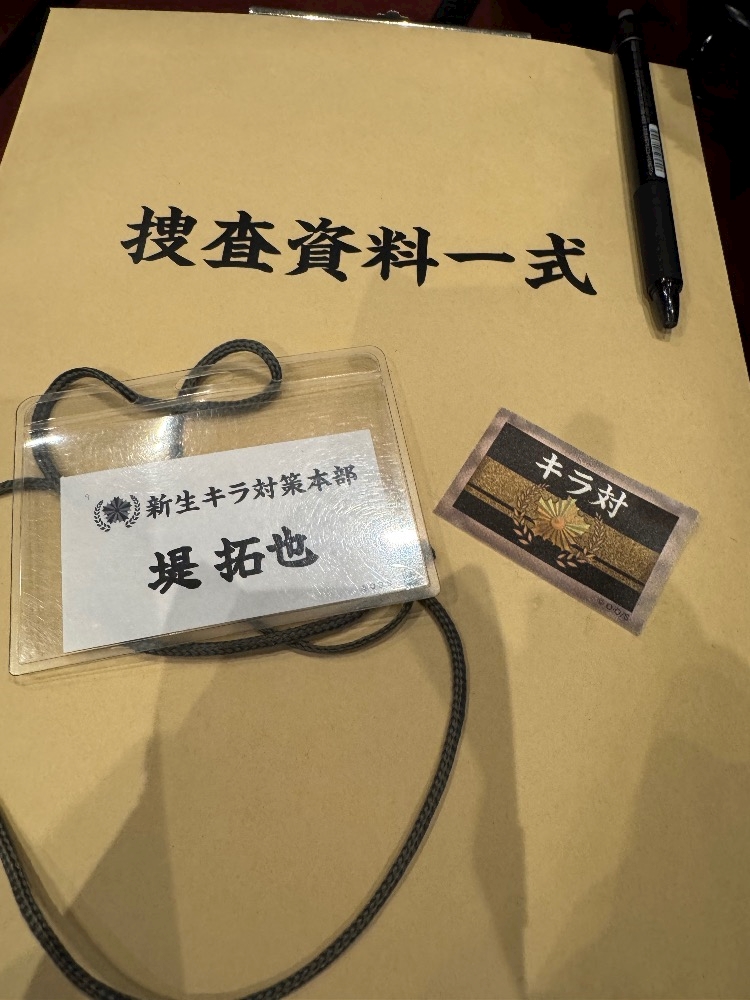 捜査資料一式
新生キラ対策本部
堤 拓也
キラ対